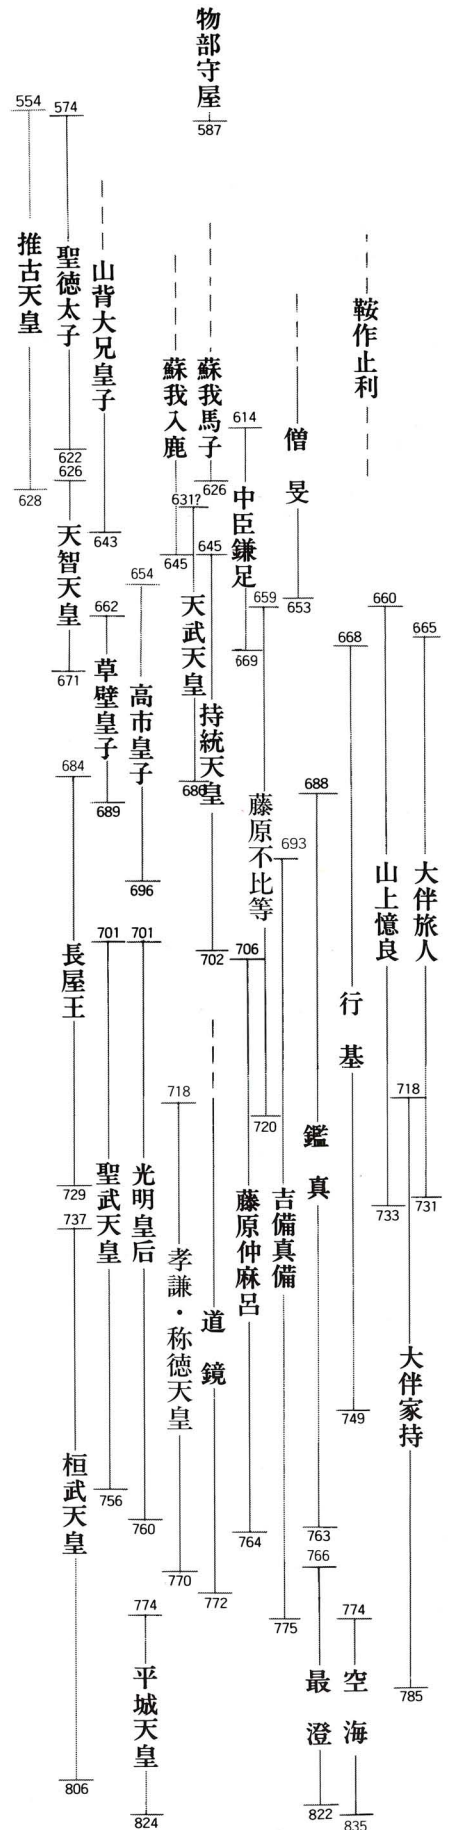 物部守屋
587
554
推古天皇
628
574
聖徳太子
622
山背大兄皇子
643
蘇我入鹿
645
蘇我馬子
626
614
中臣鎌足
669
僧旻
653
鞍作止利
626
天智天皇
671
631?
天武天皇
686
645
持統天皇
702
654
高市皇子
696
662
草壁皇子
689
659
藤原不比等
720
660
山上憶良
733
665
大伴旅人
731
668
行基
749
684
長屋王
729
688
鑑真
763
693
吉備真備
775
701
聖武天皇
756
701
光明皇后
760
706
藤原仲麻呂
764
道鏡
772
718
孝謙・称徳天皇
770
718
大伴家持
785
737
桓武天皇
806
766
最澄
822
774
空海
835
774
平城天皇
824